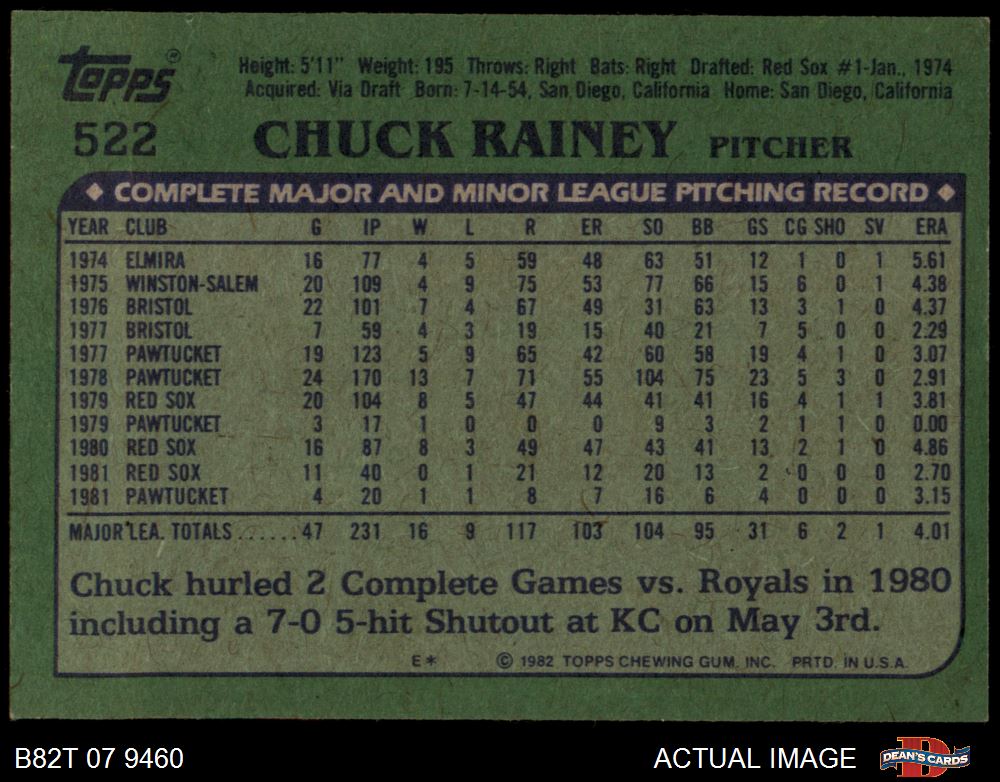 Topps® Height: 5'11" Weight: 195 Throws: Right Bats: Right Drafted: Red Sox #1-Jan., 1974
Acquired: Via Draft Born: 7-14-54, San Diego, California Home: San Diego, California
522 CHUCK RAINEY PITCHER
◆ COMPLETE MAJOR AND MINOR LEAGUE PITCHING RECORD ◆
YEAR CLUB G IP W L R ER SO BB GS CG SHO SV ERA
1974 ELMIRA 16 77 4 5 59 48 63 51 12 1 0 1 5.61
1975 WINSTON-SALEM 20 109 4 9 75 53 77 66 15 6 0 1 4.38
1976 BRISTOL 22 101 7 4 67 49 31 63 13 3 1 0 4.37
1977 BRISTOL 7 59 4 3 19 15 40 21 7 5 0 0 2.29
1977 PAWTUCKET 19 123 5 9 65 42 60 58 19 4 1 0 3.07
1978 PAWTUCKET 24 170 13 7 71 55 104 75 23 5 3 0 2.91
1979 RED SOX 20 104 8 5 47 44 41 41 16 4 1 1 3.81
1979 PAWTUCKET 3 17 1 0 0 0 9 3 2 1 1 0 0.00
1980 RED SOX 16 87 8 3 49 47 43 41 13 2 1 0 4.86
1981 RED SOX 11 40 0 1 21 12 20 13 2 0 0 0 2.70
1981 PAWTUCKET 4 20 1 1 8 7 16 6 4 0 0 0 3.15
MAJOR LEA. TOTALS ...... 47 231 16 9 117 103 104 95 31 6 2 1 4.01
Chuck hurled 2 Complete Games vs. Royals in 1980
including a 7-0 5-hit Shutout at KC on May 3rd.
E* © 1982 TOPPS CHEWING GUM, INC. PRTD. IN U.S.A.
B82T 07 9460 ACTUAL IMAGE DEAN'S CARDS